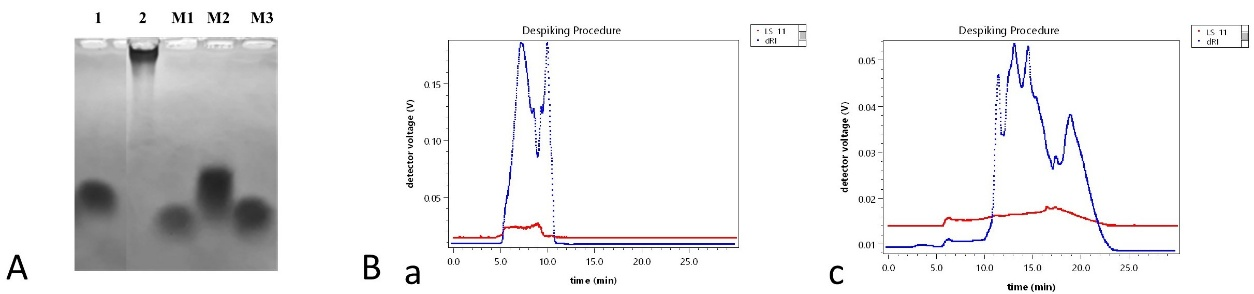 1 2 M1 M2 M3
A
B
a
Despiking Procedure
LS 11
dRI
detector voltage (V)
0.15
0.10
0.05
0.0 5.0 10.0 15.0 20.0 25.0
time (min)
c
Despiking Procedure
LS 11
dRI
detector voltage (V)
0.05
0.04
0.03
0.02
0.01
0.0 5.0 10.0 15.0 20.0 25.0
time (min)